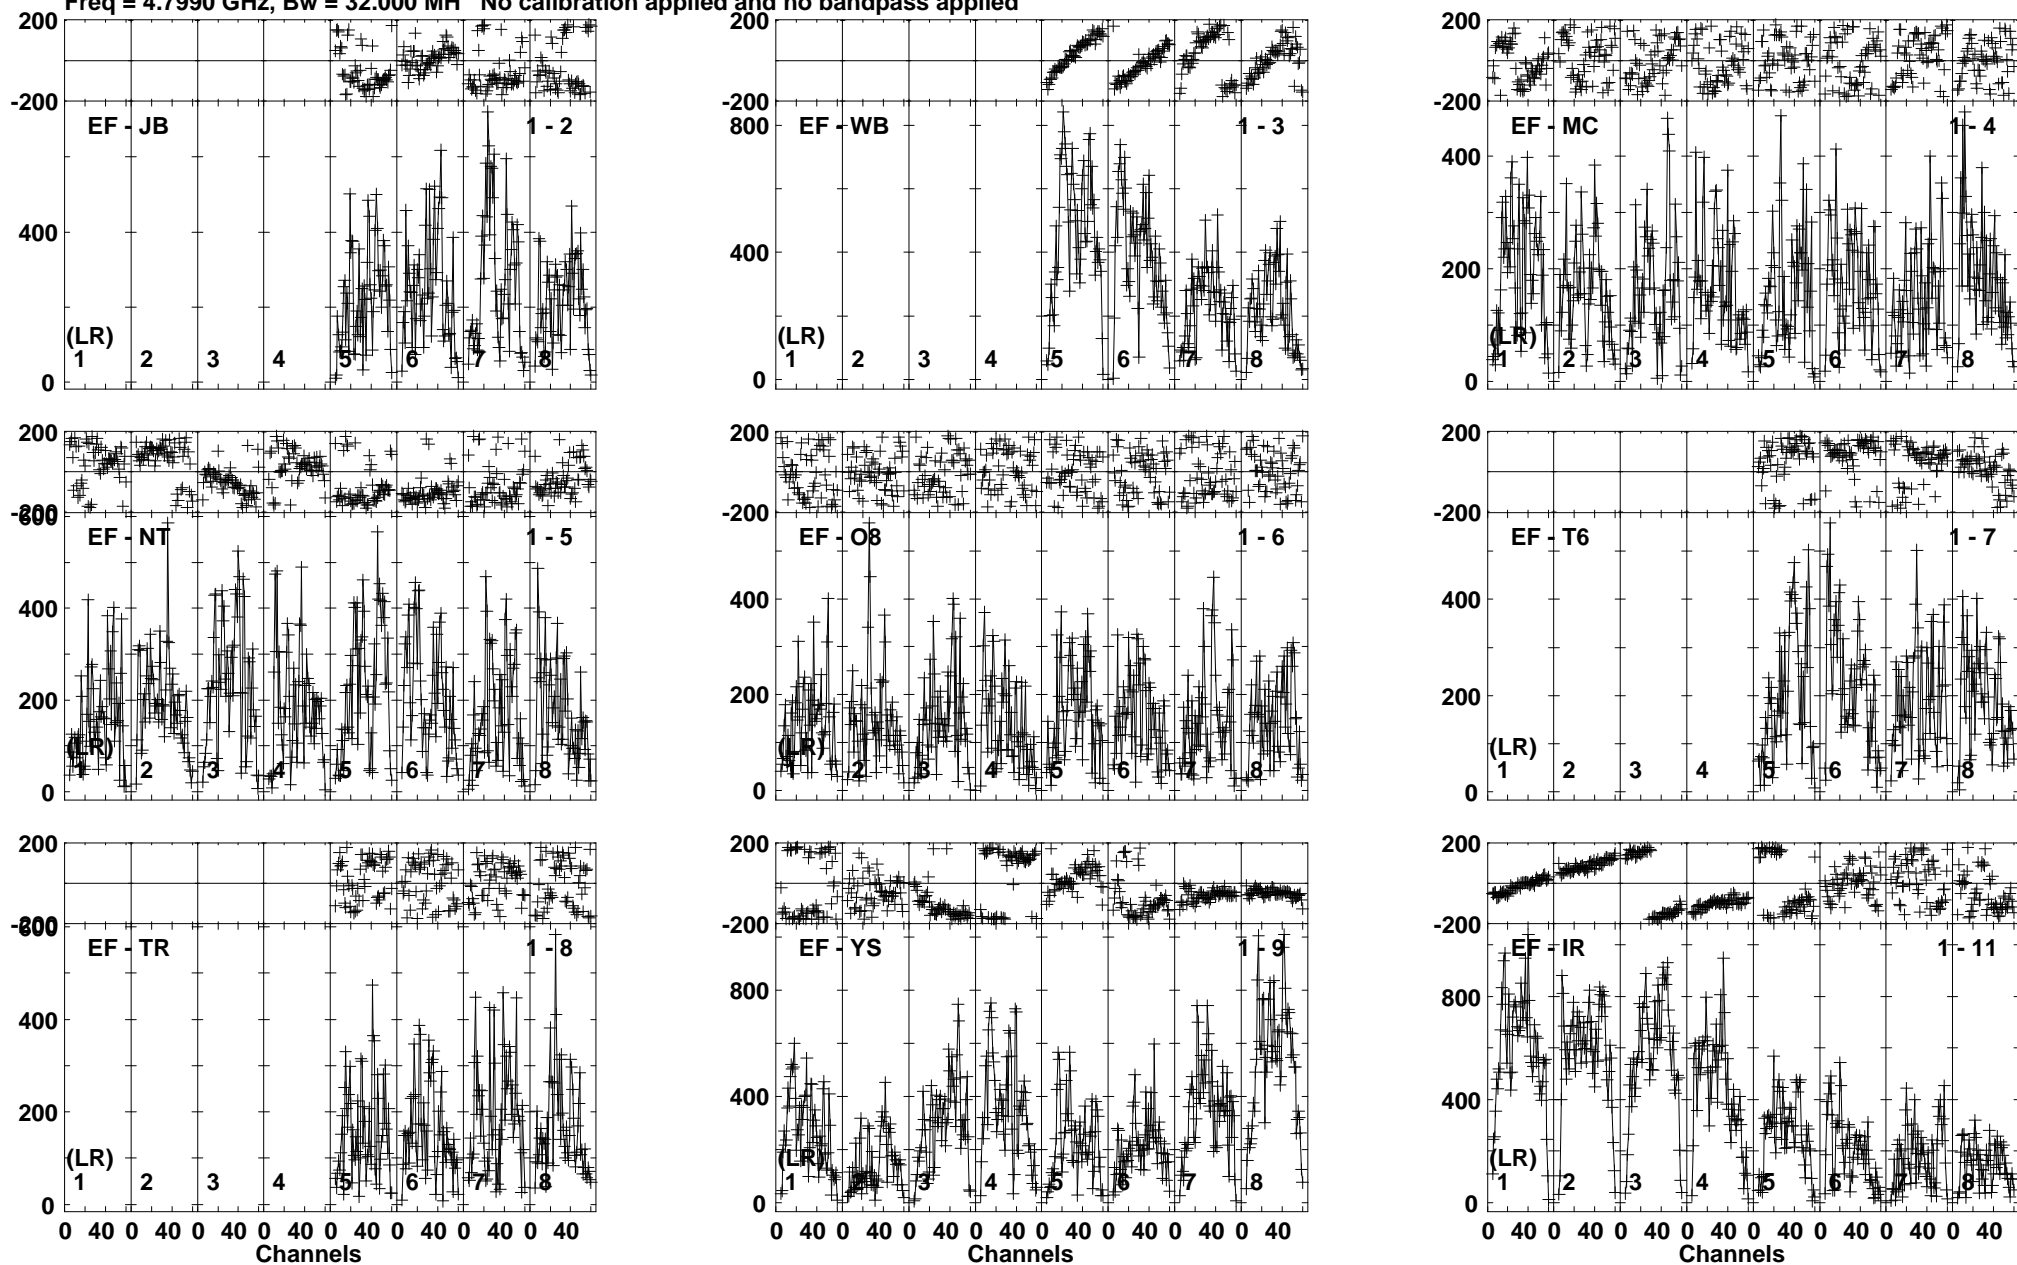 Freq = 4.7990 GHz, Bw = 32.000 MH No calibration applied and no bandpass applied
200
-200
EF - JB 1 - 2
400
0
(LR)
1 2 3 4 5 6 7 8
200
-200
EF - WB 1 - 3
800
400
0
(LR)
1 2 3 4 5 6 7 8
200
-200
EF - MC 1 - 4
400
200
0
(LR)
1 2 3 4 5 6 7 8
200
-200
600
EF - NT 1 - 5
400
200
0
(LR)
1 2 3 4 5 6 7 8
200
-200
EF - O8 1 - 6
400
200
0
(LR)
1 2 3 4 5 6 7 8
200
-200
EF - T6 1 - 7
400
200
0
(LR)
1 2 3 4 5 6 7 8
200
-200
600
EF - TR 1 - 8
400
200
0
(LR)
1 2 3 4 5 6 7 8
0 40 0 40 0 40 0 40 0 40 0 40 0 40 0 40
Channels
200
-200
EF - YS 1 - 9
800
400
0
(LR)
1 2 3 4 5 6 7 8
0 40 0 40 0 40 0 40 0 40 0 40 0 40 0 40
Channels
200
-200
EF - IR 1 - 11
800
400
0
(LR)
1 2 3 4 5 6 7 8
0 40 0 40 0 40 0 40 0 40 0 40 0 40 0 40
Channels